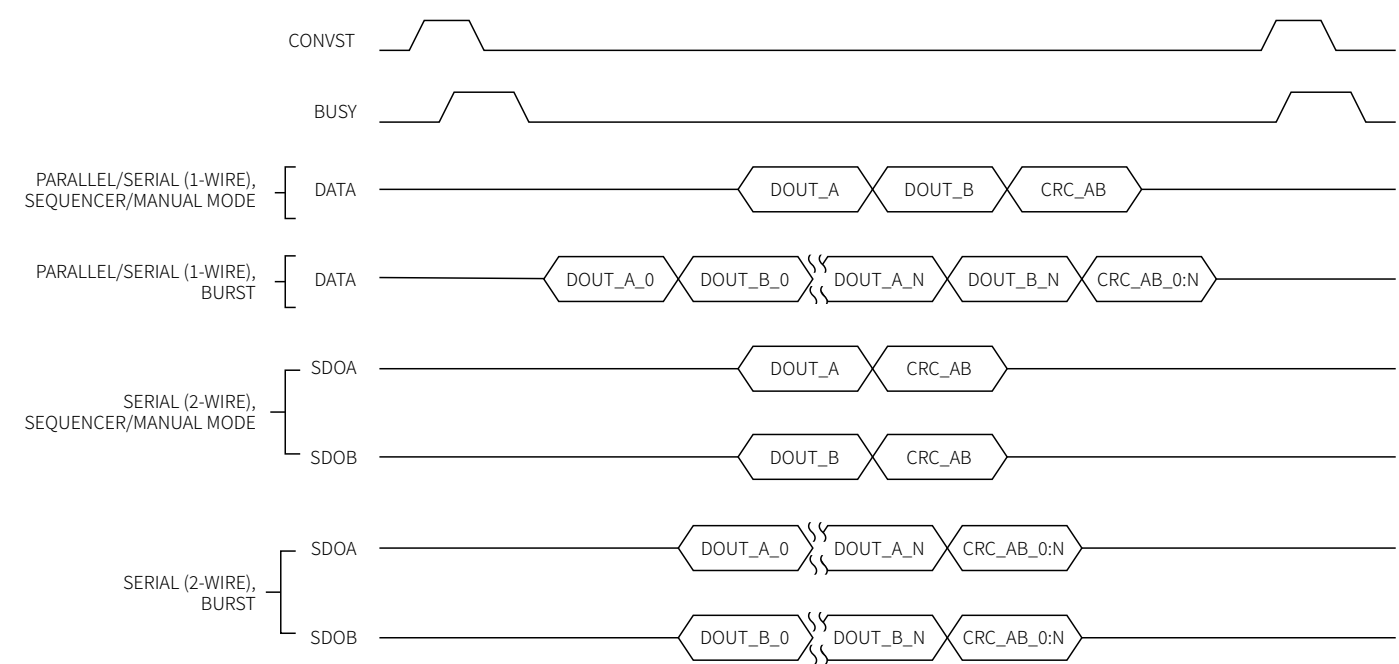 CONVST
BUSY
PARALLEL/SERIAL (1-WIRE),
SEQUENCER/MANUAL MODE
DATA
DOUT_A
DOUT_B
CRC_AB
PARALLEL/SERIAL (1-WIRE),
BURST
DATA
DOUT_A_0
DOUT_B_0
DOUT_A_N
DOUT_B_N
CRC_AB_0:N
SERIAL (2-WIRE),
SEQUENCER/MANUAL MODE
SDOA
DOUT_A
CRC_AB
SDOB
DOUT_B
CRC_AB
SERIAL (2-WIRE),
BURST
SDOA
DOUT_A_0
DOUT_A_N
CRC_AB_0:N
SDOB
DOUT_B_0
DOUT_B_N
CRC_AB_0:N